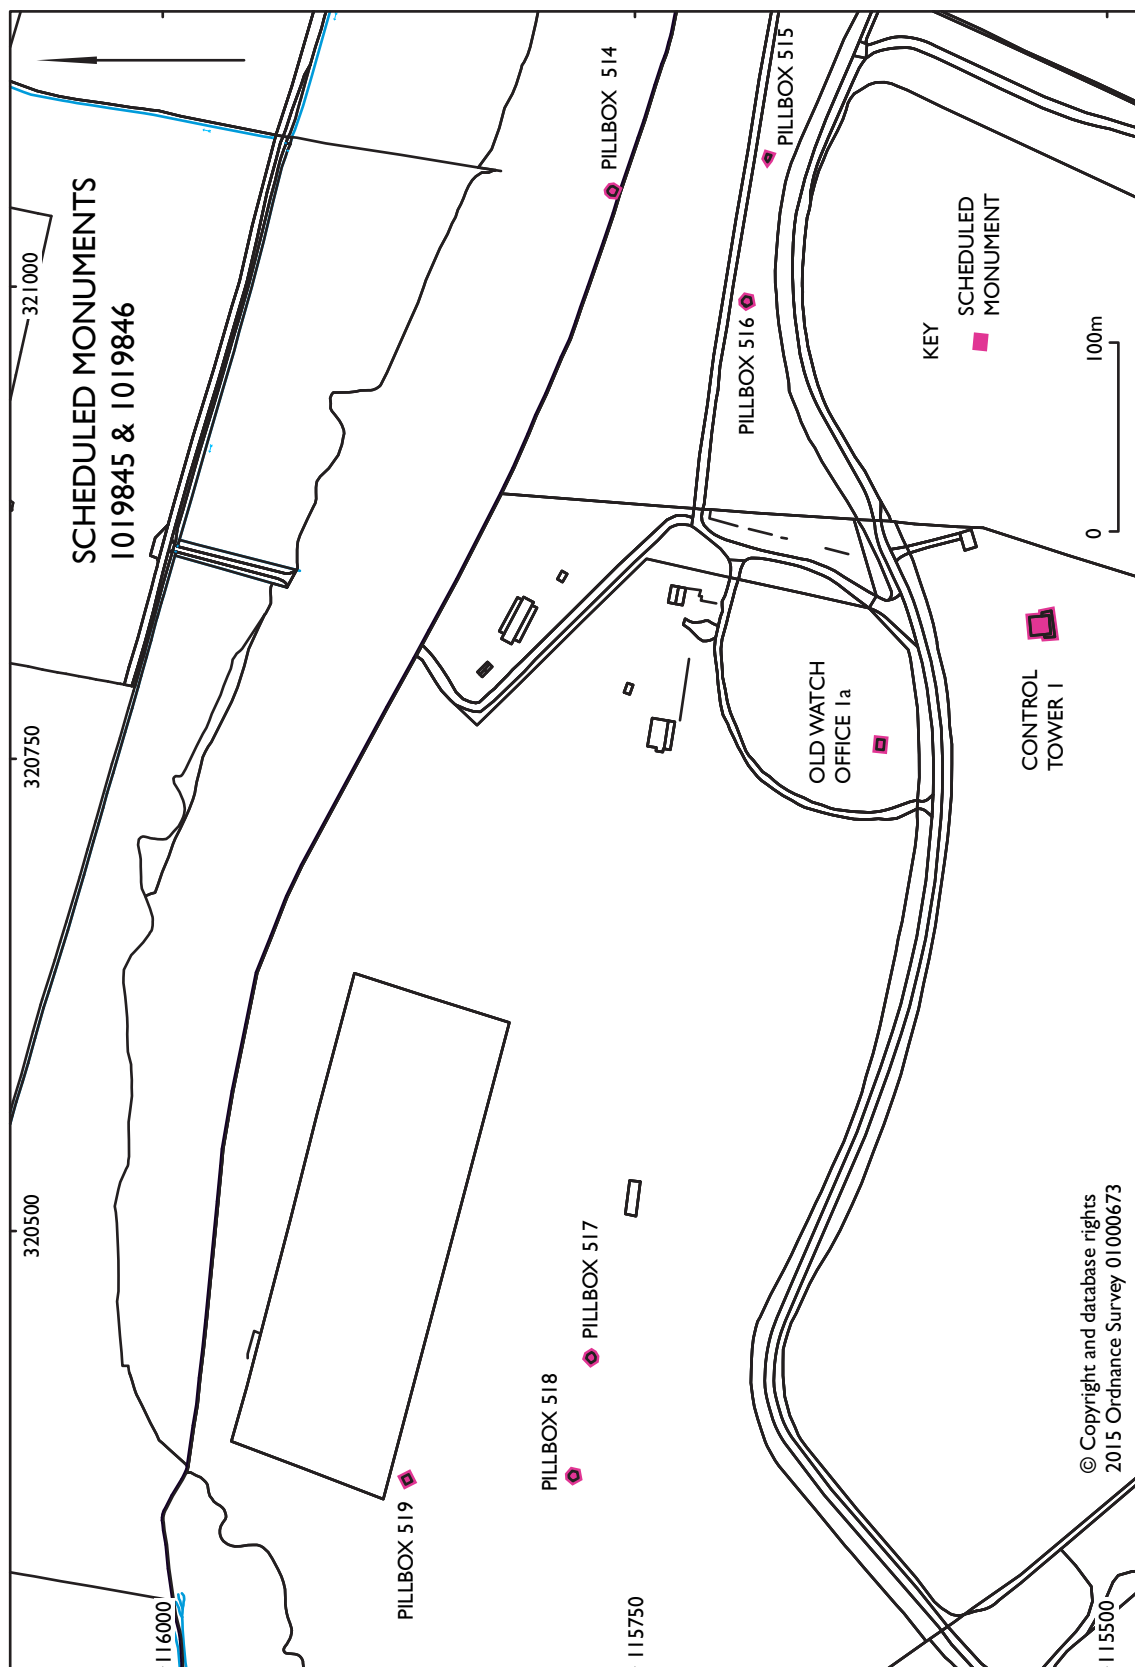 SCHEDULED MONUMENTS
1019845 & 1019846
320500
320750
321000
116000
115750
115500
PILLBOX 519
PILLBOX 518
PILLBOX 517
PILLBOX 514
PILLBOX 515
PILLBOX 516
OLD WATCH
OFFICE 1a
CONTROL
TOWER 1
KEY
SCHEDULED
MONUMENT
0
100m
© Copyright and database rights
2015 Ordnance Survey 01000673